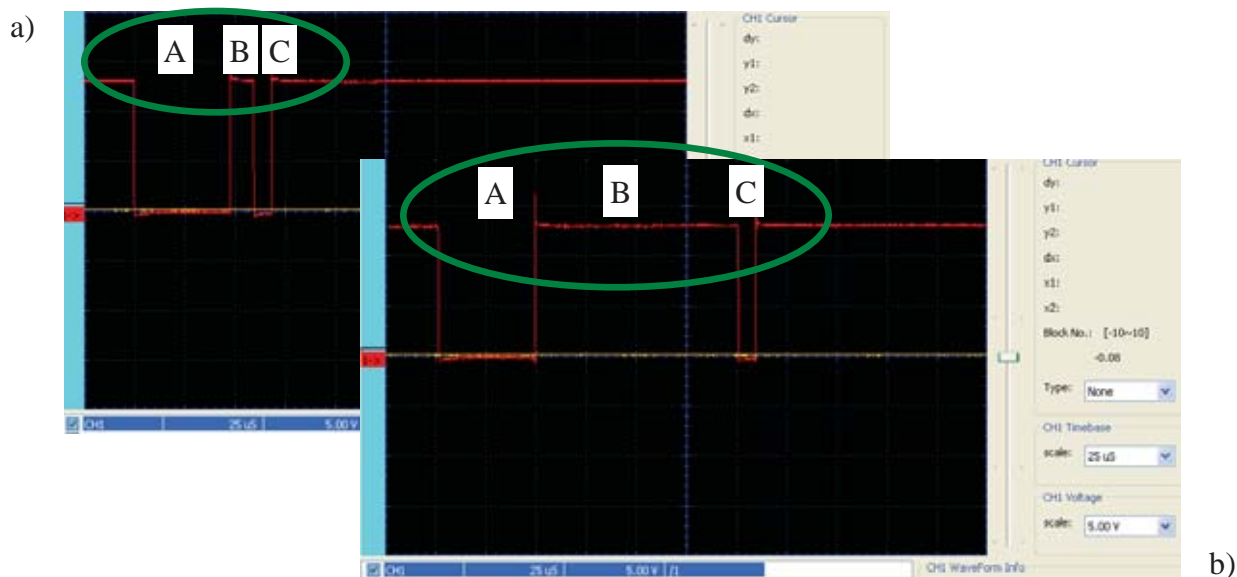 a)
A B C
CH1 Cursor
dy:
y1:
y2:
dx:
x1:
CH1 25 uS 5.00 V
A B C
CH1 Cursor
dy:
y1:
y2:
dx:
x1:
x2:
Block No.: [-10~10]
-0.08
Type: None
CH1 Timebase
scale: 25 uS
CH1 Voltage
scale: 5.00 V
CH1 25 uS 5.00 V /1
CH1 WaveForm Info
b)